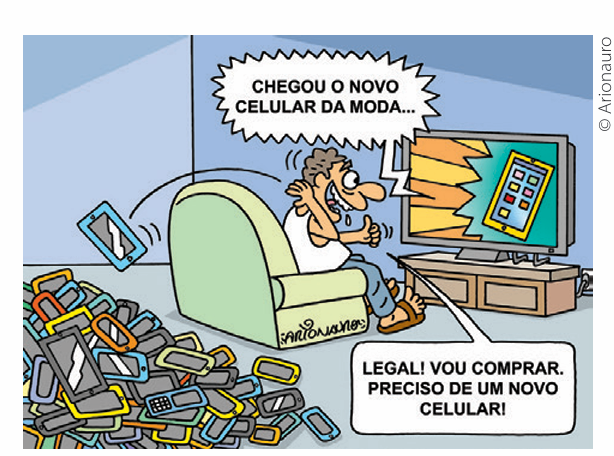 © Arionauro
CHEGOU O NOVO
CELULAR DA MODA...
LEGAL! VOU COMPRAR.
PRECISO DE UM NOVO
CELULAR!
ARIONAURO